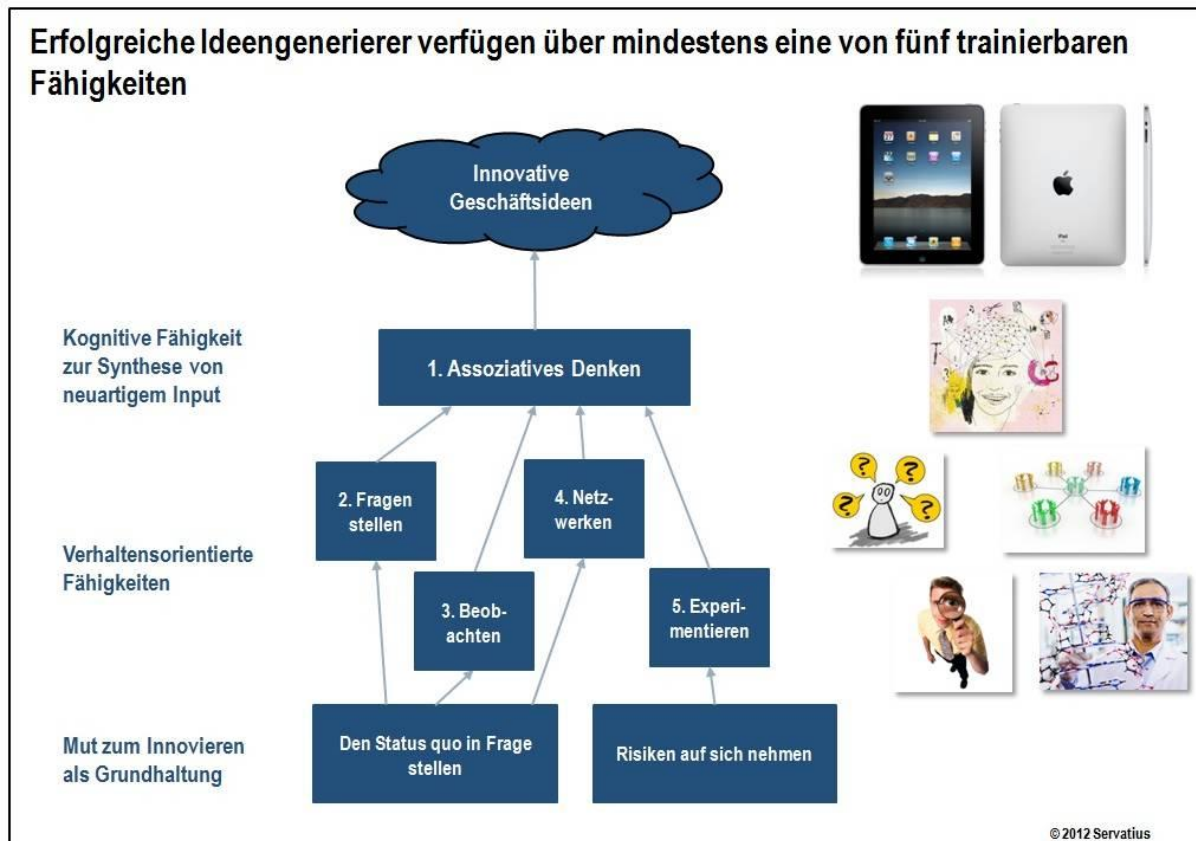 Erfolgreiche Ideengenerierer verfügen über mindestens eine von fünf trainierbaren
Fähigkeiten
Innovative
Geschäftsideen
Kognitive Fähigkeit
zur Synthese von
neuartigem Input
1. Assoziatives Denken
2. Fragen
stellen
4. Netz-
werken
Verhaltensorientierte
Fähigkeiten
3. Beob-
achten
5. Experi-
mentieren
Mut zum Innovieren
als Grundhaltung
Den Status quo in Frage
stellen
Risiken auf sich nehmen
iPad
? ? ? ?
© 2012 Servatius